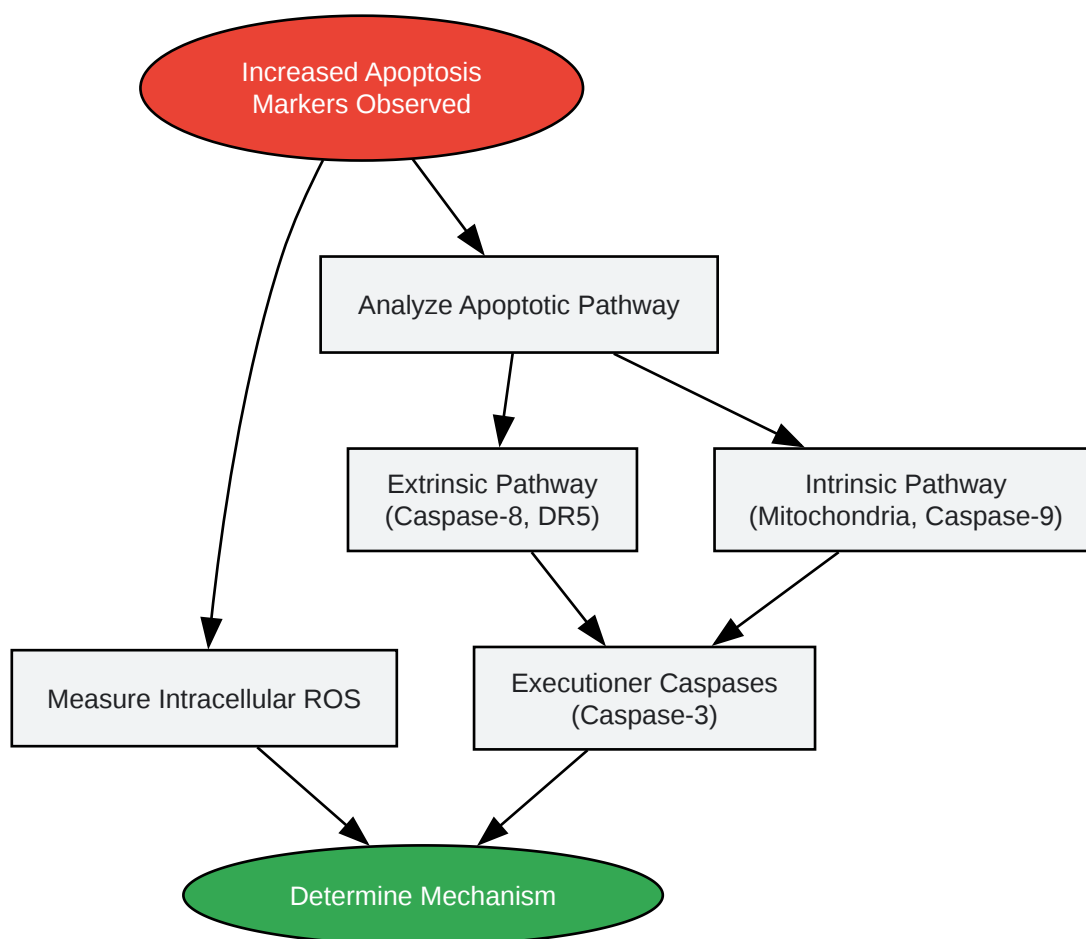 Increased Apoptosis
Markers Observed
Analyze Apoptotic Pathway
Extrinsic Pathway
(Caspase-8, DR5)
Intrinsic Pathway
(Mitochondria, Caspase-9)
Measure Intracellular ROS
Executioner Caspases
(Caspase-3)
Determine Mechanism